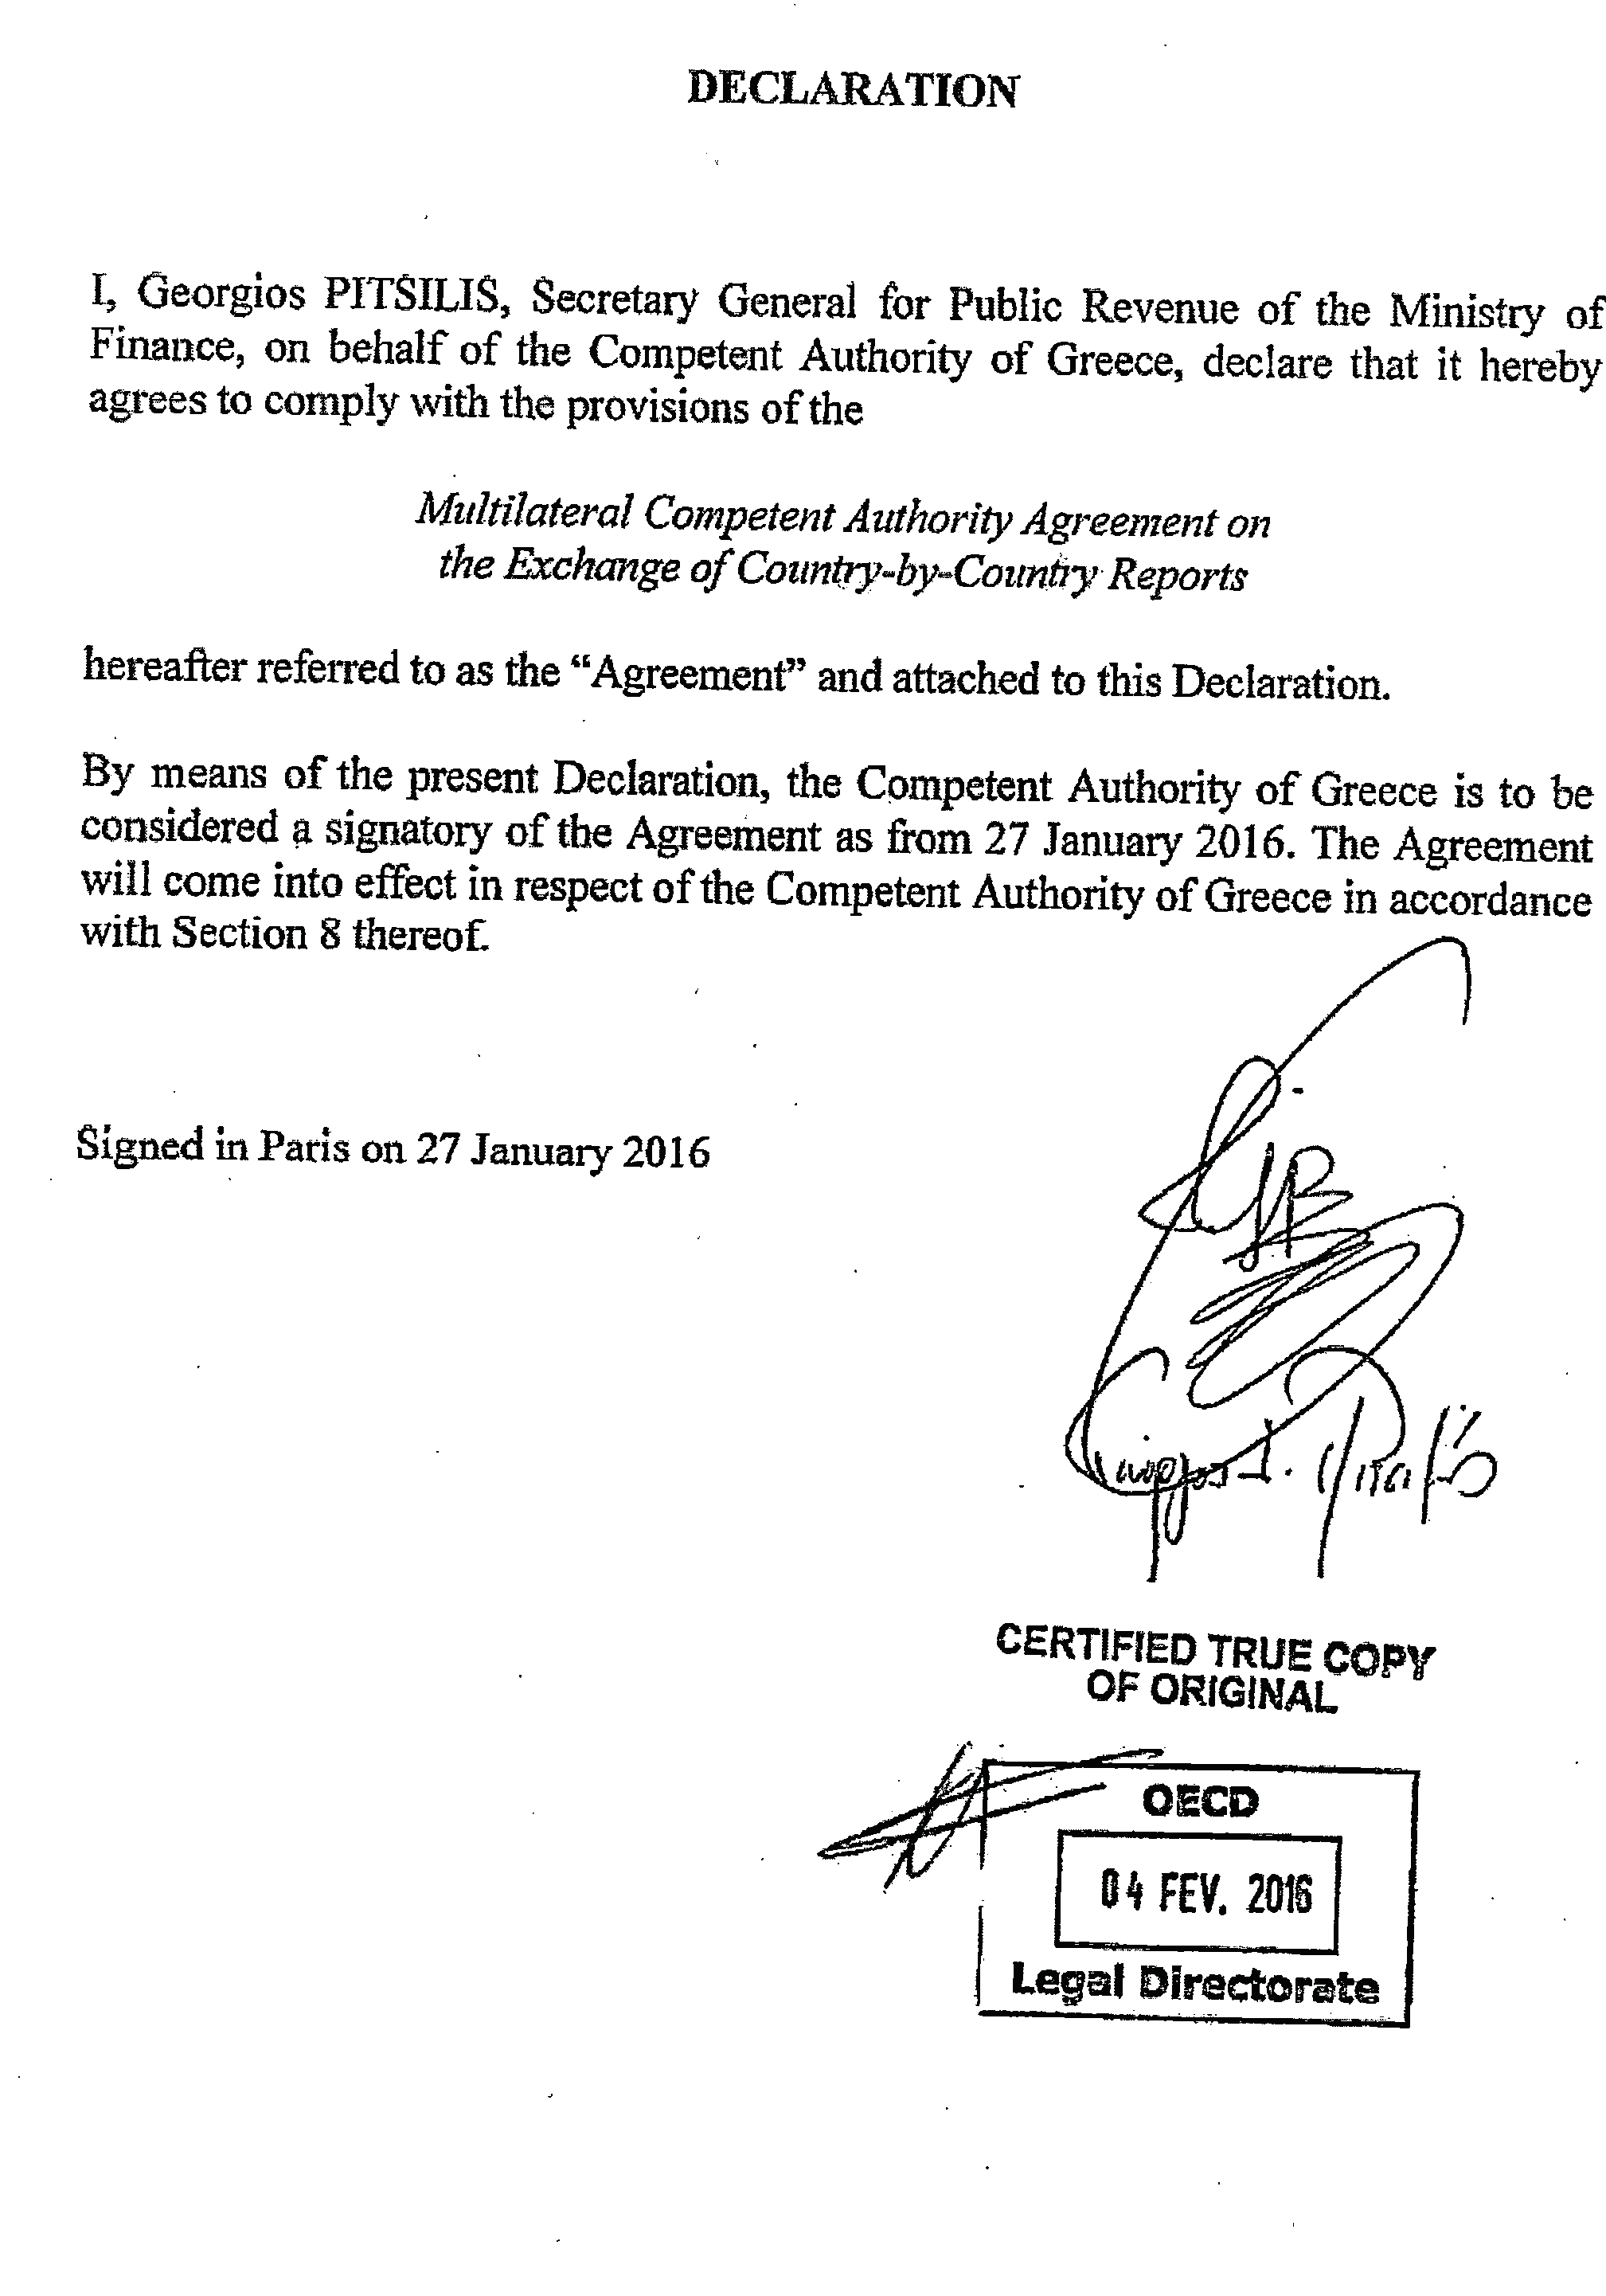 DECLARATION
I, Georgios PITSILIS, Secretary General for Public Revenue of the Ministry of
Finance, on behalf of the Competent Authority of Greece, declare that it hereby
agrees to comply with the provisions of the
Multilateral Competent Authority Agreement on
the Exchange of Country-by-Country Reports
hereafter referred to as the “Agreement” and attached to this Declaration.
By means of the present Declaration, the Competent Authority of Greece is to be
considered a signatory of the Agreement as from 27 January 2016. The Agreement
will come into effect in respect of the Competent Authority of Greece in accordance
with Section 8 thereof.
Signed in Paris on 27 January 2016
CERTIFIED TRUE COPY
OF ORIGINAL
OECD
04 FEV. 2016
Legal Directorate